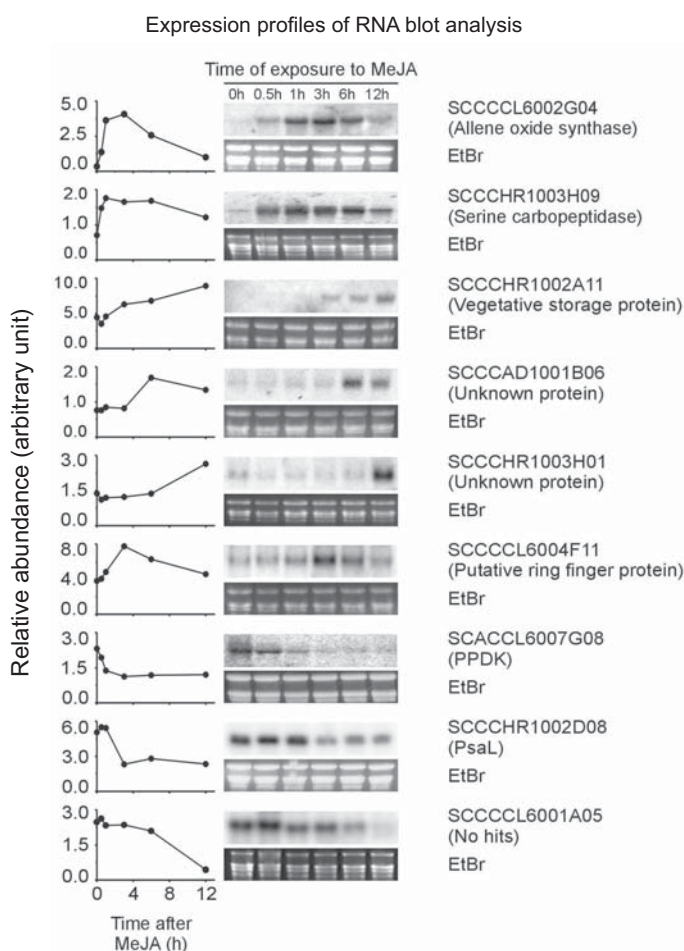 Expression profiles of RNA blot analysis
Time of exposure to MeJA
0h 0.5h 1h 3h 6h 12h
Relative abundance (arbitrary unit)
5.0
2.5
0.0
SCCCCL6002G04
(Allene oxide synthase)
EtBr
2.0
1.0
0.0
SCCCHR1003H09
(Serine carbopeptidase)
EtBr
10.0
5.0
0.0
SCCCHR1002A11
(Vegetative storage protein)
EtBr
2.0
1.0
0.0
SCCCAD1001B06
(Unknown protein)
EtBr
3.0
1.5
0.0
SCCCHR1003H01
(Unknown protein)
EtBr
8.0
4.0
0.0
SCCCCL6004F11
(Putative ring finger protein)
EtBr
3.0
1.5
0.0
SCACCL6007G08
(PPDK)
EtBr
6.0
3.0
0.0
SCCCHR1002D08
(PsaL)
EtBr
3.0
1.5
0.0
SCCCCL6001A05
(No hits)
EtBr
0 4 8 12
Time after
MeJA (h)